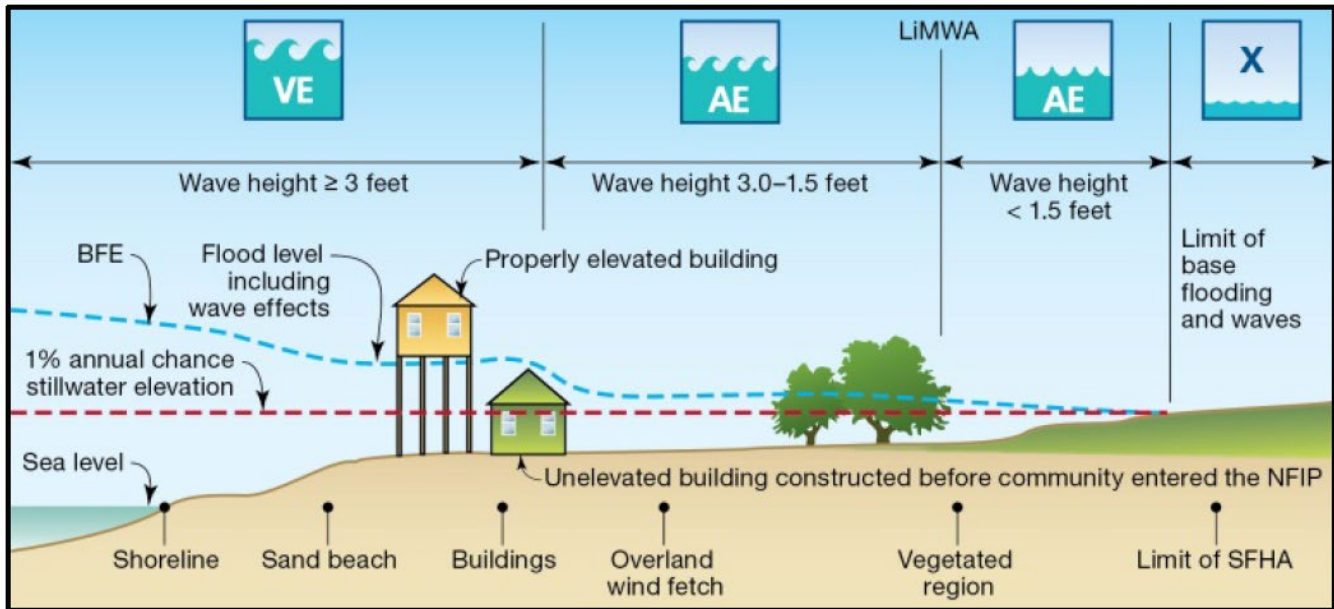 VE
AE
LiMWA
AE
X
Wave height ≥ 3 feet
Wave height 3.0–1.5 feet
Wave height
< 1.5 feet
BFE
Flood level
including
wave effects
Properly elevated building
Limit of
base
flooding
and waves
1% annual chance
stillwater elevation
Sea level
Unelevated building constructed before community entered the NFIP
Shoreline
Sand beach
Buildings
Overland
wind fetch
Vegetated
region
Limit of SFHA